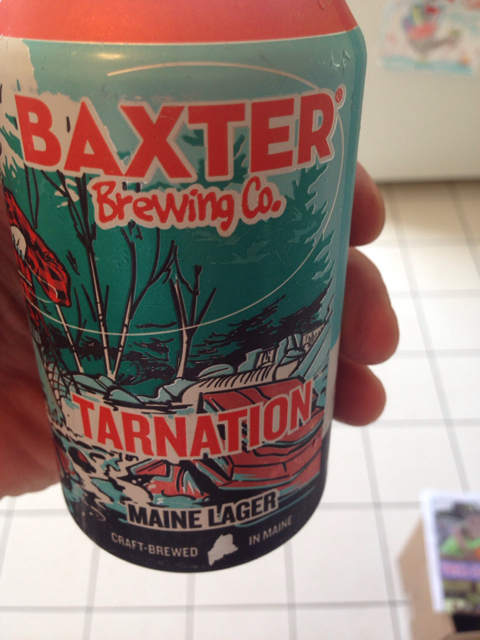 BAXTER®
Brewing Co.
TARNATION
MAINE LAGER
CRAFT-BREWED IN MAINE